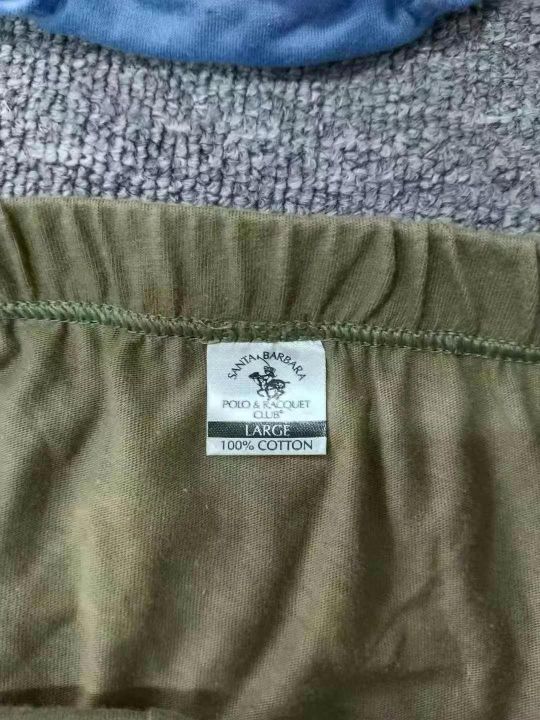 SANTA BARBARA
POLO & RACQUET
CLUB®
LARGE
100% COTTON